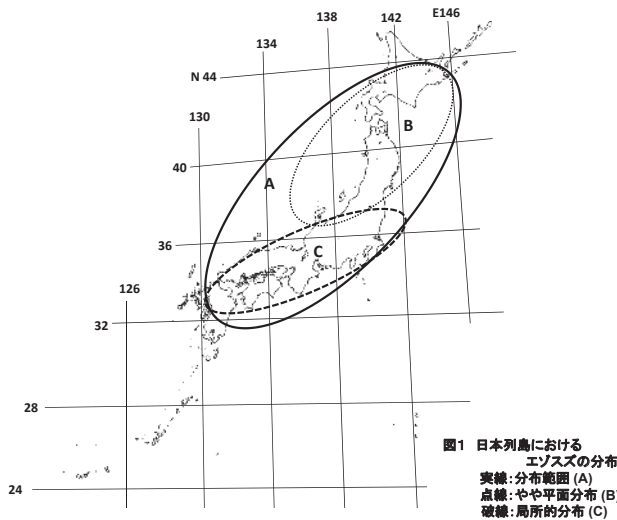 138
142
E146
134
N 44
130
B
40
A
36
C
126
32
28
24
図1 日本列島における
エゾスズの分布
実線:分布範囲 (A)
点線:やや平面分布 (B)
破線:局所的分布 (C)